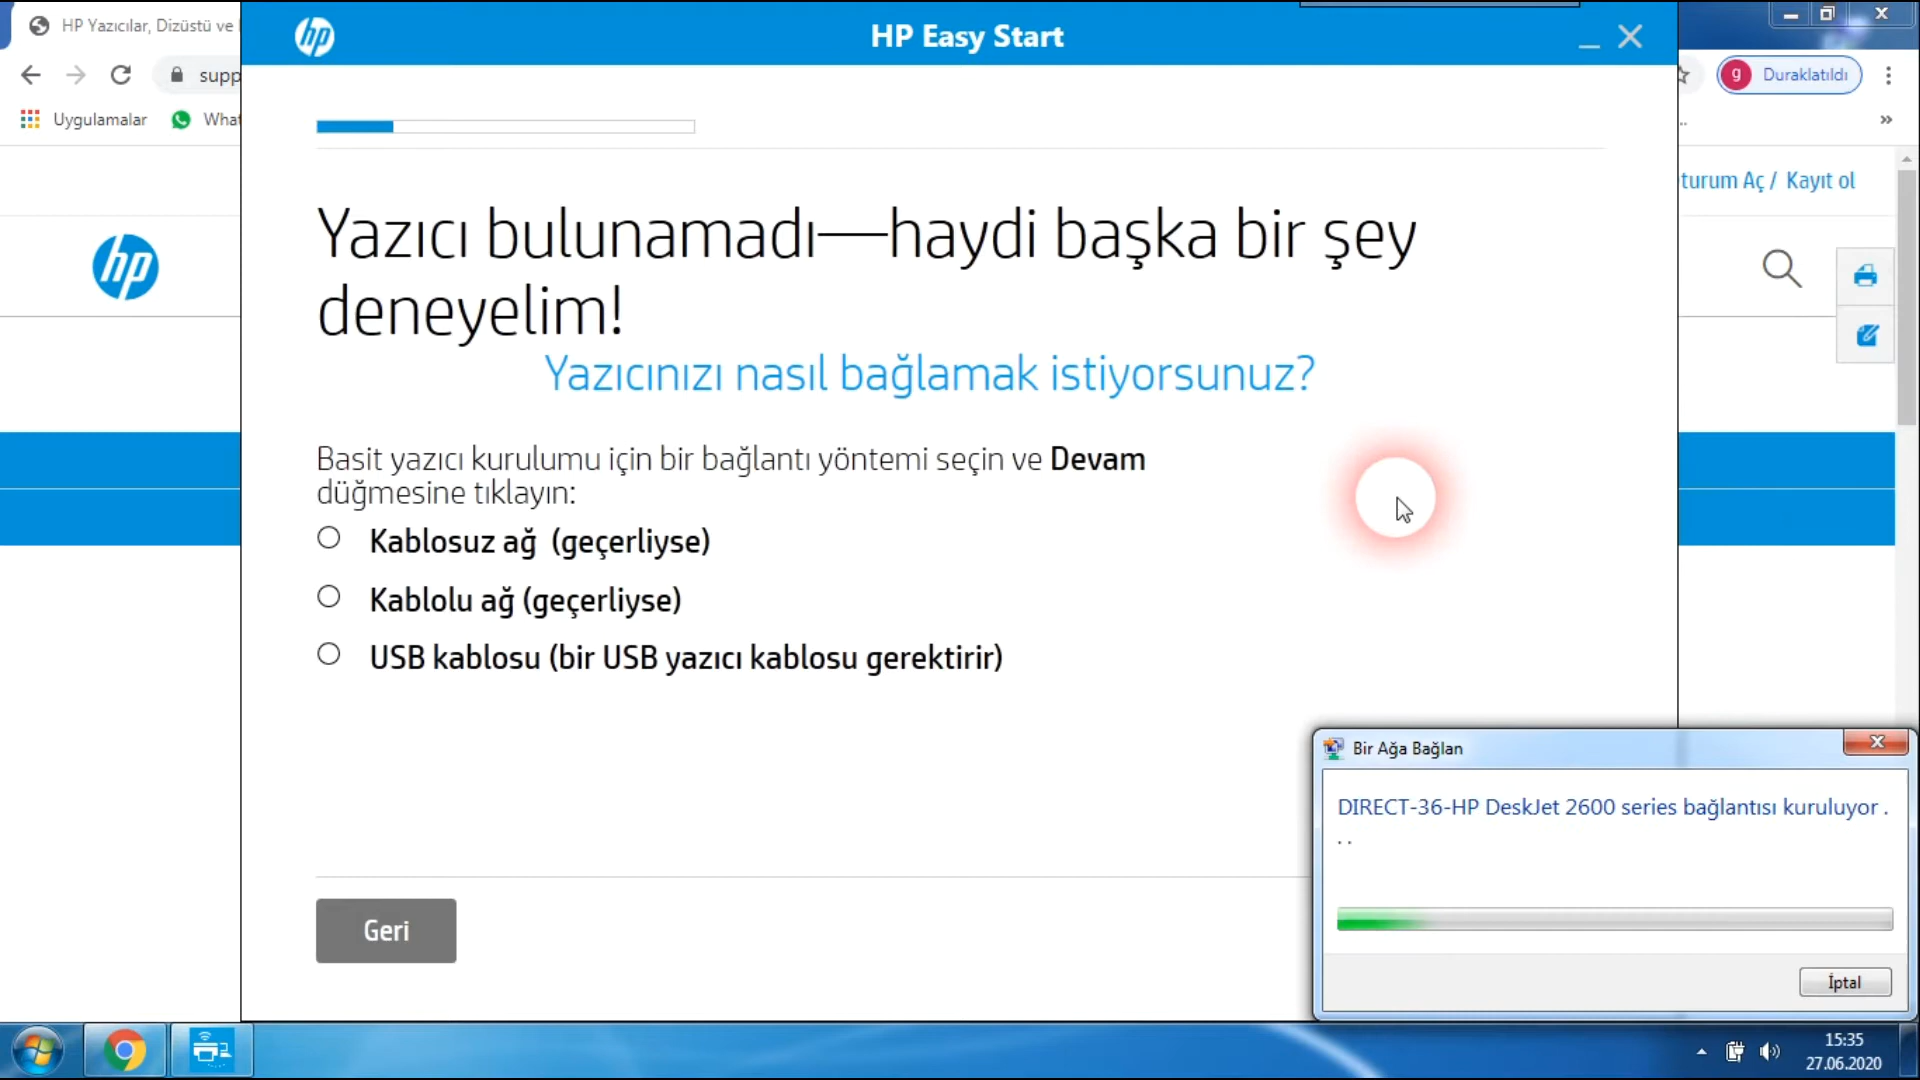 HP Yazıcılar, Dizüstü ve
hp
HP Easy Start
supp
g
Duraklatıldı
Uygulamalar
What
»
turum Aç / Kayıt ol
hp
Yazıcı bulunamadı—haydi başka bir şey
deneyelim!
Yazıcınızı nasıl bağlamak istiyorsunuz?
Basit yazıcı kurulumu için bir bağlantı yöntemi seçin ve Devam
düğmesine tıklayın:
Kablosuz ağ (geçerliyse)
Kablolu ağ (geçerliyse)
USB kablosu (bir USB yazıcı kablosu gerektirir)
Bir Ağa Bağlan
DIRECT-36-HP DeskJet 2600 series bağlantısı kuruluyor .
. .
İptal
Geri
15:35
27.06.2020